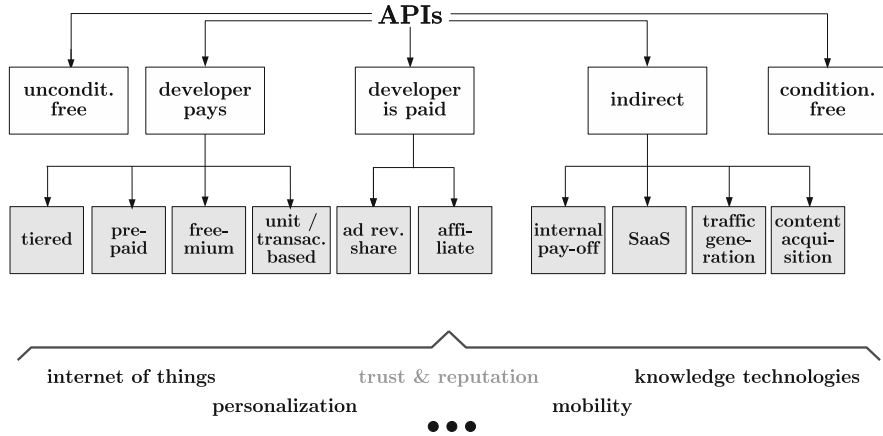 APIs
uncondit.
free
developer
pays
developer
is paid
indirect
condition.
free
tiered
pre-
paid
free-
mium
unit /
transac.
based
ad rev.
share
affi-
liate
internal
pay-off
SaaS
traffic
gene-
ration
content
acqui-
sition
internet of things
trust & reputation
knowledge technologies
personalization
mobility